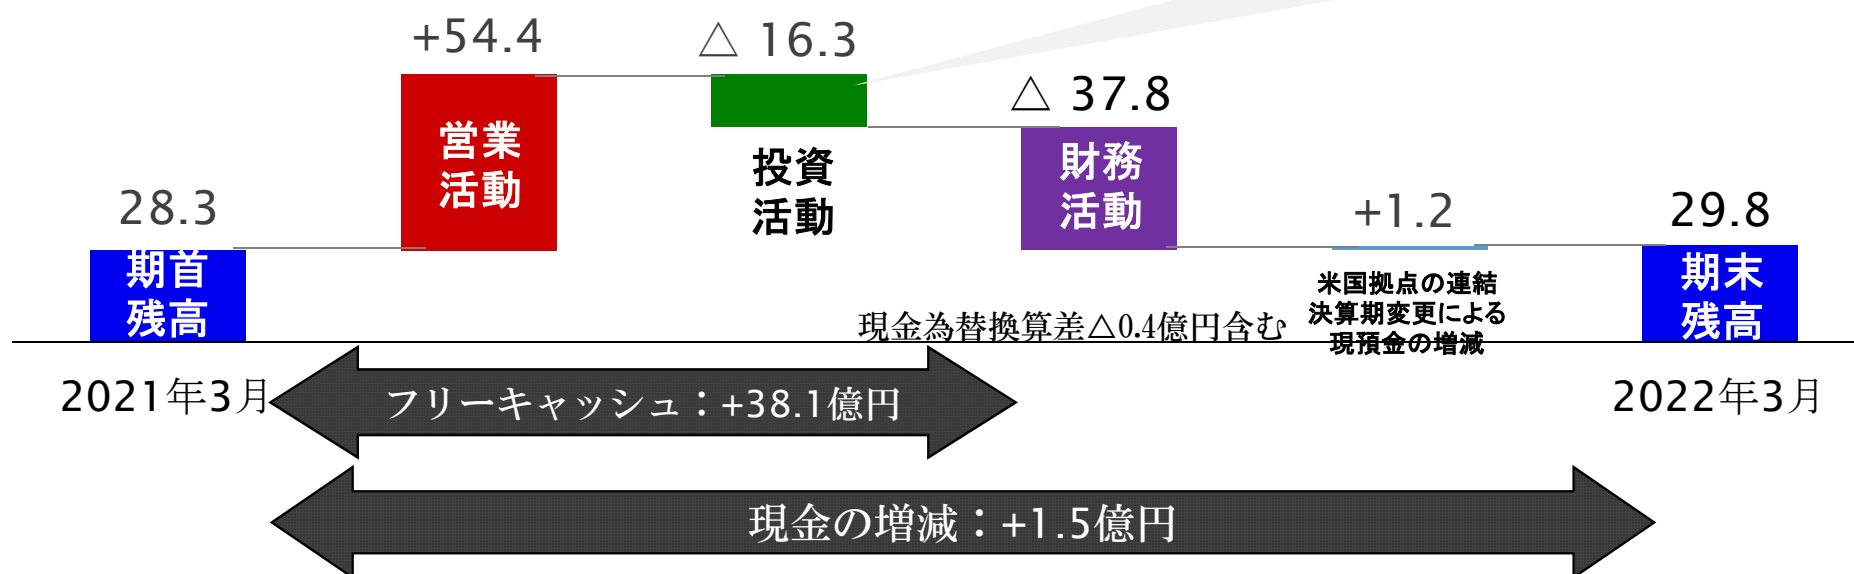 +54.4
△ 16.3
△ 37.8
営業
活動
投資
活動
財務
活動
28.3
+1.2
29.8
期首
残高
米国拠点の連結
決算期変更による
現預金の増減
期末
残高
現金為替換算差△0.4億円含む
2021年3月
フリーキャッシュ：+38.1億円
2022年3月
現金の増減：+1.5億円